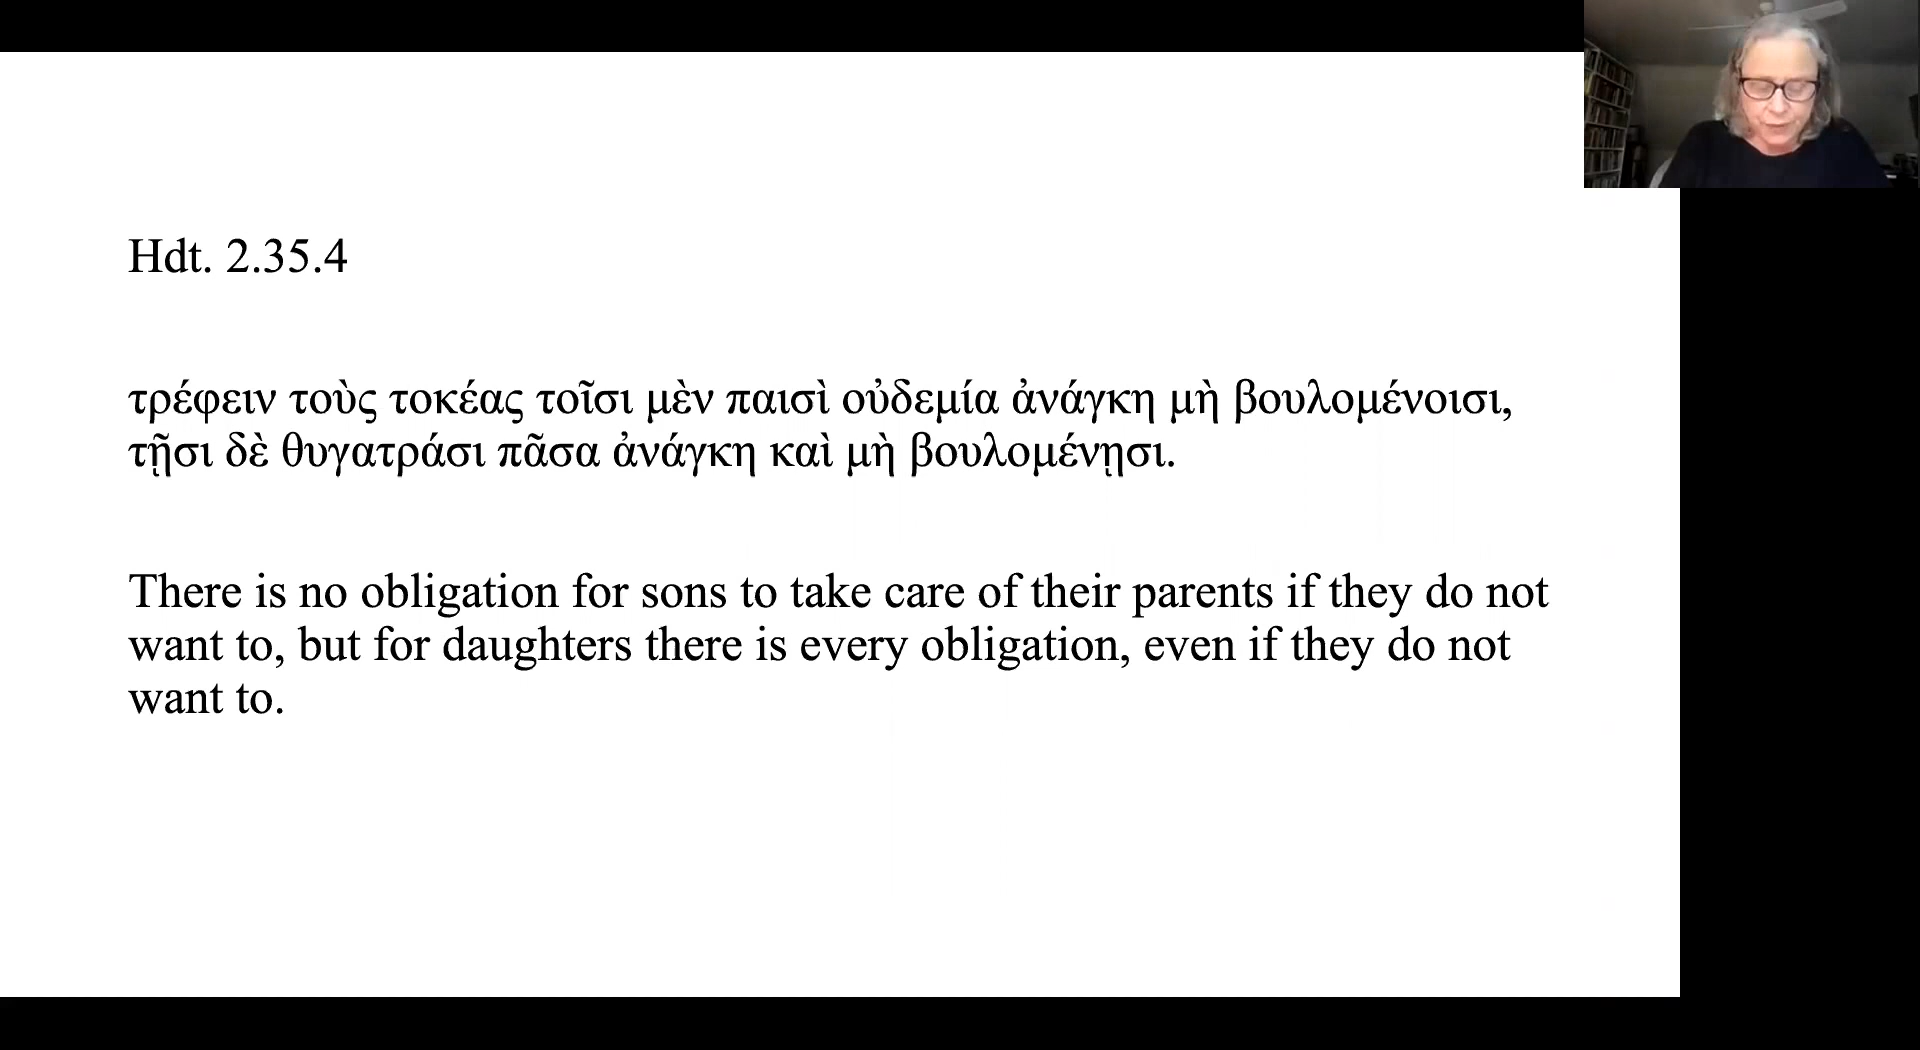 Hdt. 2.35.4
τρέφειν τοὺς τοκέας τοῖσι μὲν παισὶ οὐδεμία ἀνάγκη μὴ βουλομένοισι,
τῇσι δὲ θυγατράσι πᾶσα ἀνάγκη καὶ μὴ βουλομένῃσι.
There is no obligation for sons to take care of their parents if they do not
want to, but for daughters there is every obligation, even if they do not
want to.